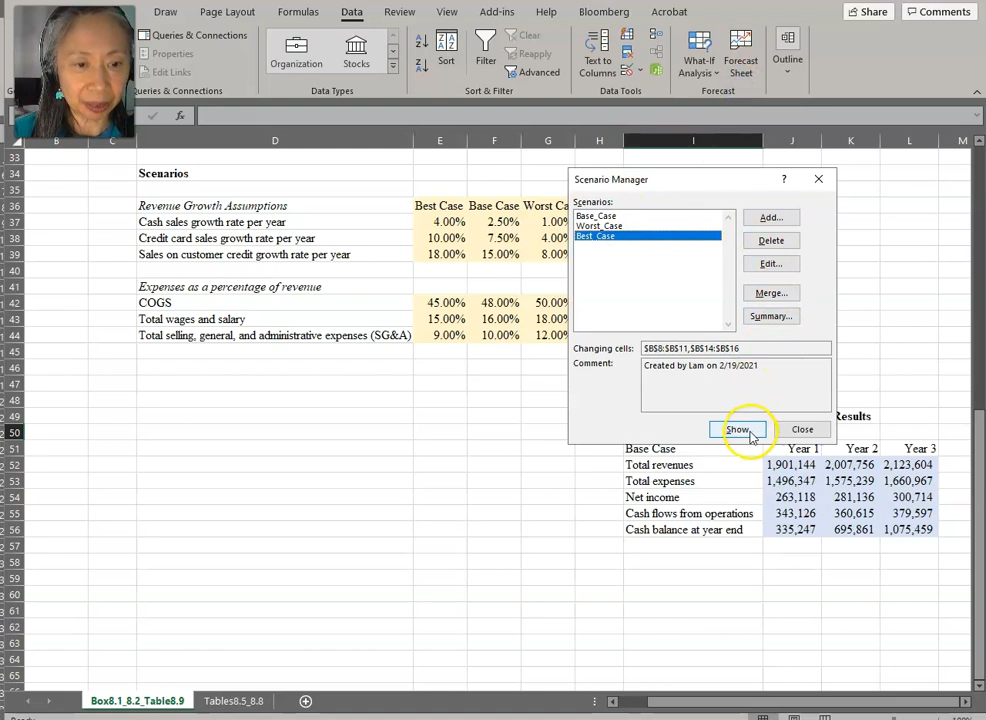 Draw Page Layout Formulas Data Review View Add-ins Help Bloomberg Acrobat Share Comments
Queries & Connections
Properties
Edit Links
Queries & Connections
Organization Stocks
Data Types
Sort Filter
Clear
Reapply
Advanced
Sort & Filter
Text to Columns
Data Tools
What-If Analysis
Forecast Sheet
Forecast
Outline
fx
B C D E F G H I J K L M
33
34 Scenarios
35
36 Revenue Growth Assumptions Best Case Base Case Worst Ca
37 Cash sales growth rate per year 4.00% 2.50% 1.00%
38 Credit card sales growth rate per year 10.00% 7.50% 4.00%
39 Sales on customer credit growth rate per year 18.00% 15.00% 8.00%
40
41 Expenses as a percentage of revenue
42 COGS 45.00% 48.00% 50.00%
43 Total wages and salary 15.00% 16.00% 18.00%
44 Total selling, general, and administrative expenses (SG&A) 9.00% 10.00% 12.00%
45
46
47
48
49 Results
50
51 Base Case Year 1 Year 2 Year 3
52 Total revenues 1,901,144 2,007,756 2,123,604
53 Total expenses 1,496,347 1,575,239 1,660,967
54 Net income 263,118 281,136 300,714
55 Cash flows from operations 343,126 360,615 379,597
56 Cash balance at year end 335,247 695,861 1,075,459
57
58
59
60
61
62
63
64
65
Scenario Manager ?
Scenarios:
Base_Case
Worst_Case
Best_Case
Add...
Delete
Edit...
Merge...
Summary...
Changing cells: $B$8:$B$11,$B$14:$B$16
Comment: Created by Lam on 2/19/2021
Show Close
Box8.1_8.2_Table8.9 Tables8.5_8.8